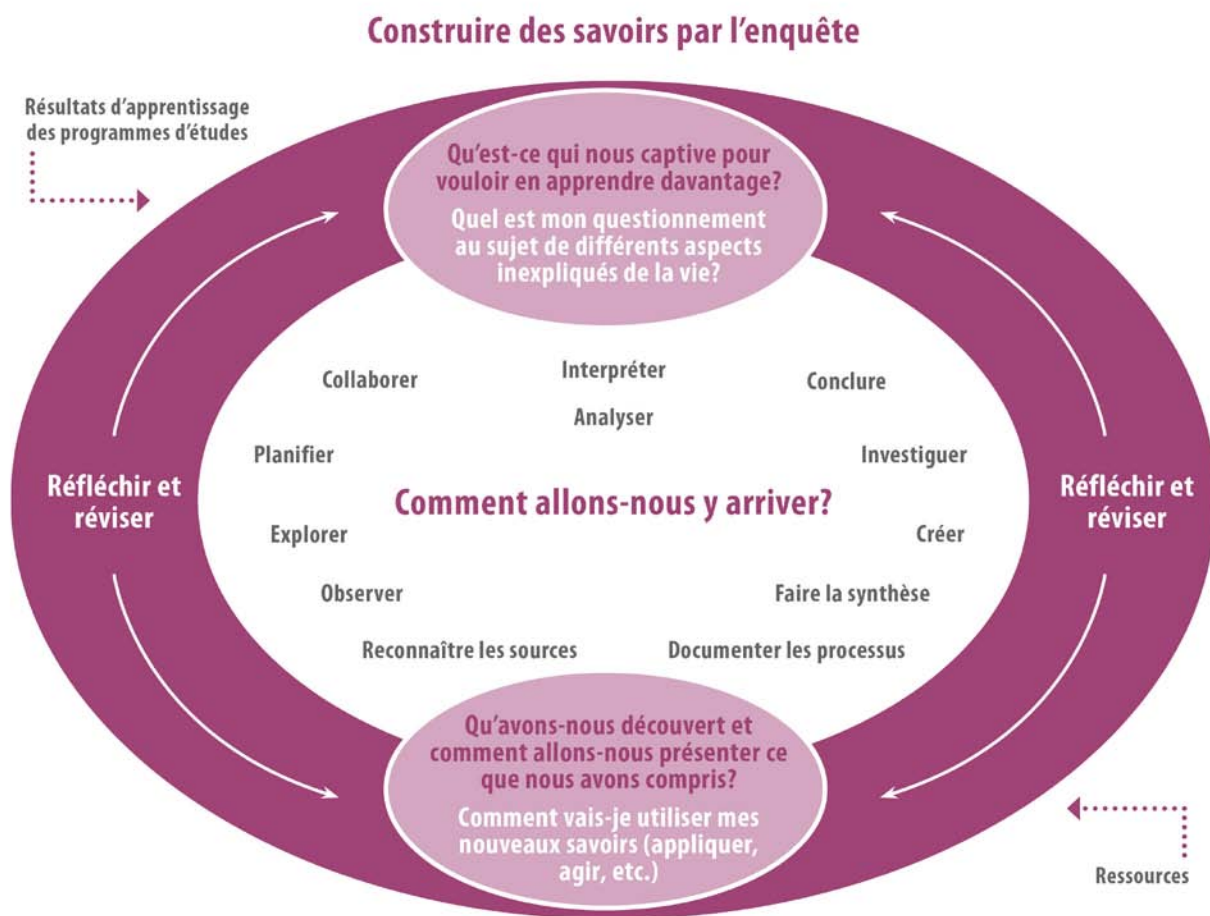 Construire des savoirs par l’enquête
Résultats d’apprentissage
des programmes d’études
Qu’est-ce qui nous captive pour
vouloir en apprendre davantage?
Quel est mon questionnement
au sujet de différents aspects
inexpliqués de la vie?
Collaborer
Interpréter
Conclure
Analyser
Planifier
Investiguer
Réfléchir et
réviser
Comment allons-nous y arriver?
Réfléchir et
réviser
Explorer
Créer
Observer
Faire la synthèse
Reconnaître les sources
Documenter les processus
Qu’avons-nous découvert et
comment allons-nous présenter ce
que nous avons compris?
Comment vais-je utiliser mes
nouveaux savoirs (appliquer,
agir, etc.)
Ressources